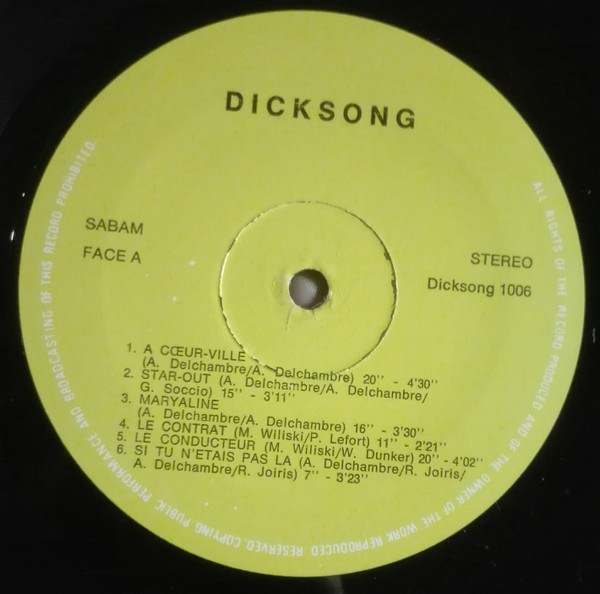 DICKSONG
SABAM
FACE A
STEREO
Dicksong 1006
1. A CŒUR-VILLE
(A. Delchambre/A. Delchambre) 20'' - 4'30''
2. STAR-OUT (A. Delchambre/A. Delchambre/
G. Soccio) 15'' - 3'11''
3. MARYALINE
(A. Delchambre/A. Delchambre) 16'' - 3'30''
4. LE CONTRAT (M. Wiliski/P. Lefort) 11'' - 2'21''
5. LE CONDUCTEUR (M. Wiliski/W. Dunker) 20'' - 4'02''
6. SI TU N'ETAIS PAS LA (A. Delchambre/R. Joiris/
A. Delchambre/R. Joiris) 7'' - 3'23''
ALL RIGHTS OF THE RECORD PRODUCED AND OF THE OWNER OF THE WORK REPRODUCED RESERVED. COPYING PUBLIC PERFORMANCE AND BROADCASTING OF THIS RECORD PROHIBITED.